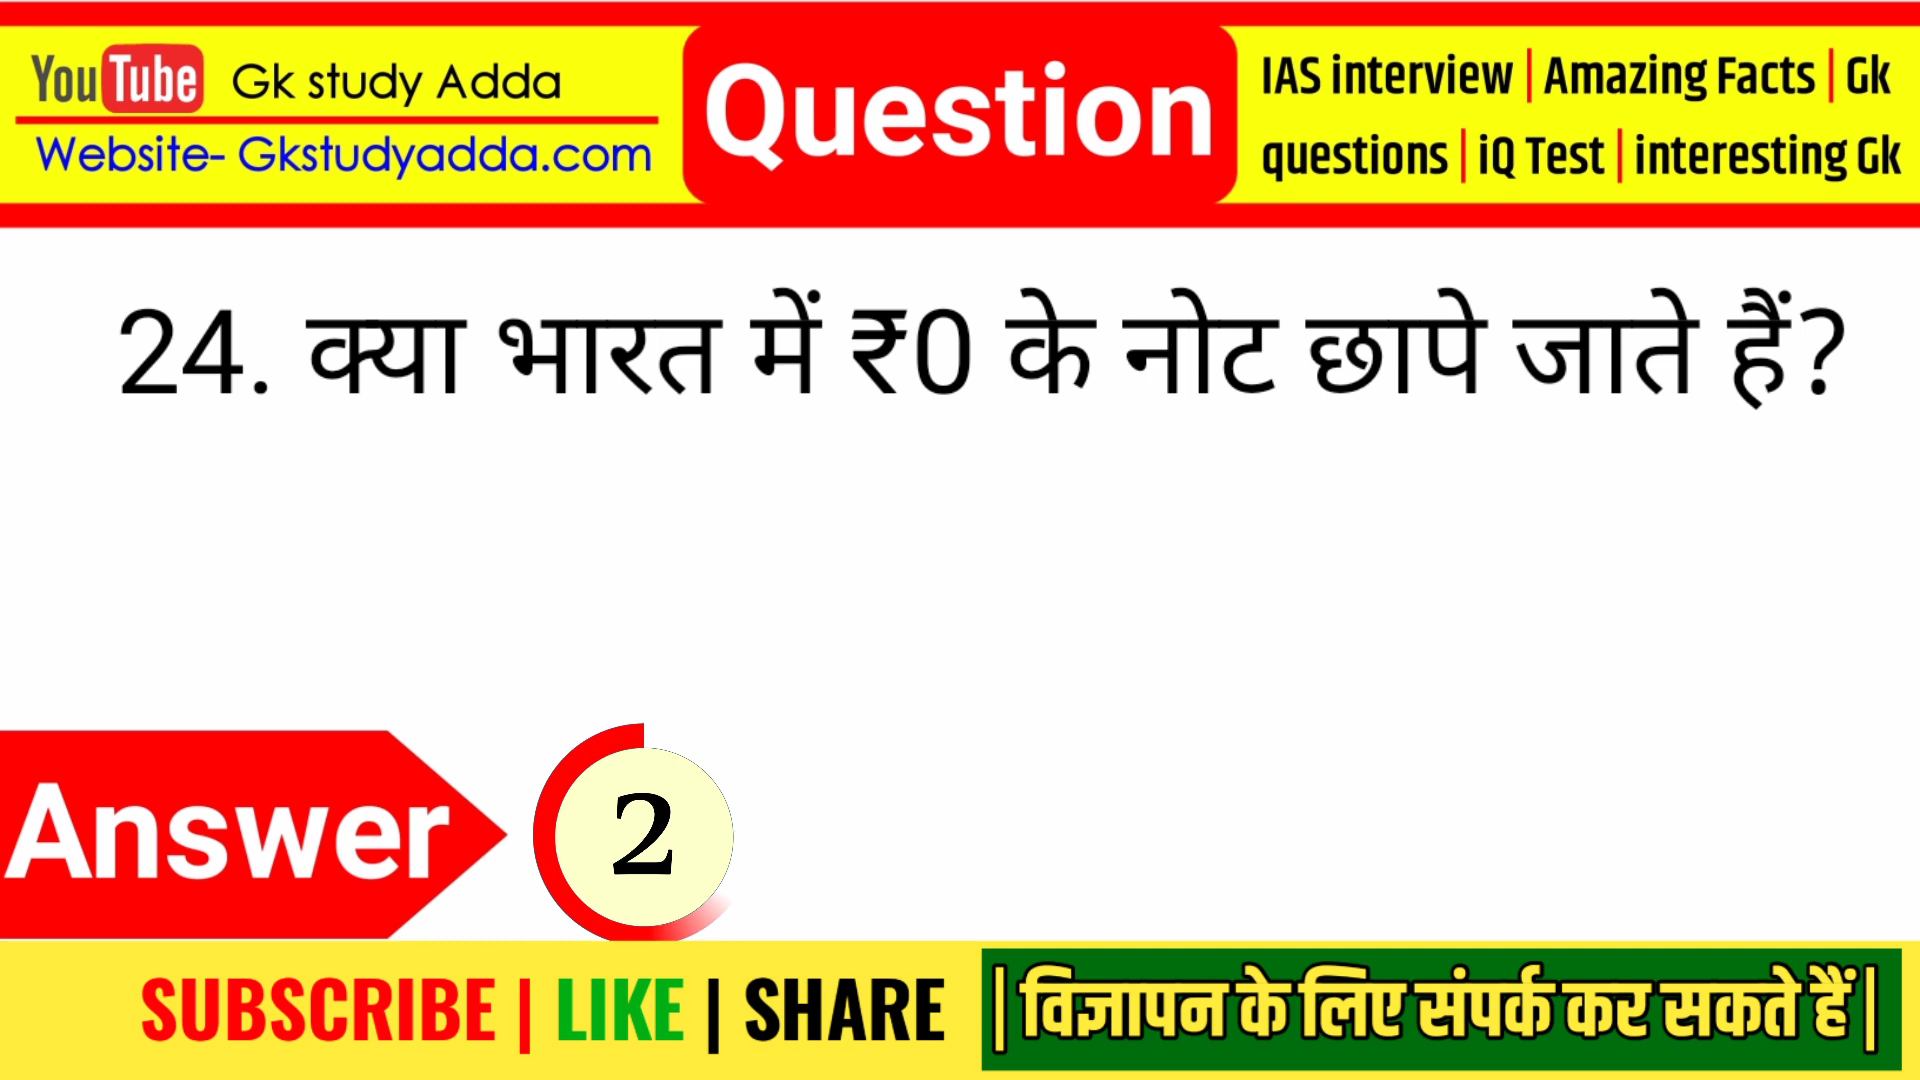 YouTube Gk study Adda
Website- Gkstudyadda.com
Question
IAS interview | Amazing Facts | Gk
questions | iQ Test | interesting Gk
24. क्या भारत में ₹0 के नोट छापे जाते हैं?
Answer
2
SUBSCRIBE | LIKE | SHARE
| विज्ञापन के लिए संपर्क कर सकते हैं |